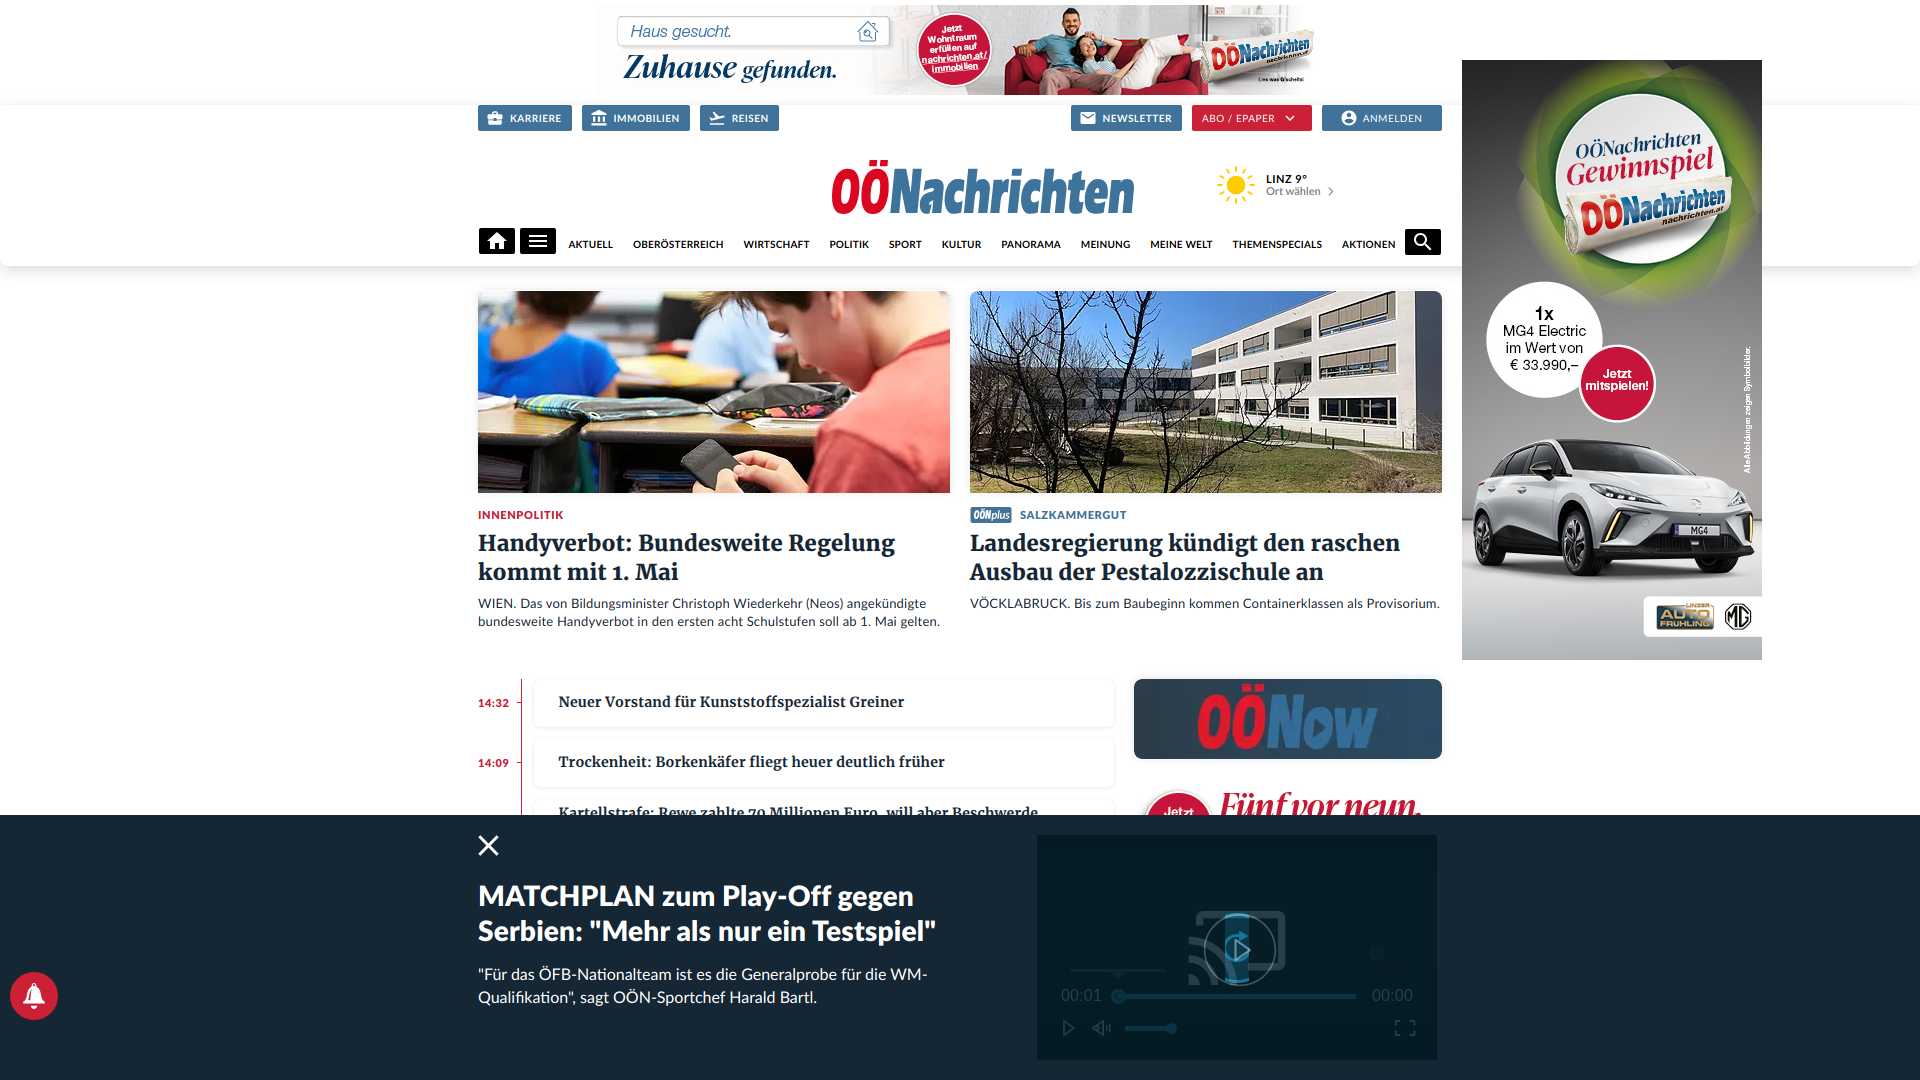 Haus gesucht.
Zuhause gefunden.
Jetzt
Wohntraum
erfüllen auf
nachrichten.at/
immobilien
OÖNachrichten
nachrichten.at
Lies was G'scheits!
KARRIERE
IMMOBILIEN
REISEN
NEWSLETTER
ABO / EPAPER
ANMELDEN
OÖNachrichten
LINZ 9°
Ort wählen
AKTUELL
OBERÖSTERREICH
WIRTSCHAFT
POLITIK
SPORT
KULTUR
PANORAMA
MEINUNG
MEINE WELT
THEMENSPECIALS
AKTIONEN
OÖNachrichten
Gewinnspiel
OÖNachrichten
nachrichten.at
1x
MG4 Electric
im Wert von
€ 33.990,–
Jetzt
mitspielen!
Alle Abbildungen zeigen Symbolbilder.
MG4
LINZER
AUTO
FRÜHLING
MG
INNENPOLITIK
Handyverbot: Bundesweite Regelung
kommt mit 1. Mai
WIEN. Das von Bildungsminister Christoph Wiederkehr (Neos) angekündigte
bundesweite Handyverbot in den ersten acht Schulstufen soll ab 1. Mai gelten.
OÖNplus SALZKAMMERGUT
Landesregierung kündigt den raschen
Ausbau der Pestalozzischule an
VÖCKLABRUCK. Bis zum Baubeginn kommen Containerklassen als Provisorium.
14:32 Neuer Vorstand für Kunststoffspezialist Greiner
14:09 Trockenheit: Borkenkäfer fliegt heuer deutlich früher
Kartellstrafe: Rewe zahlte 70 Millionen Euro, will aber Beschwerde
OÖNow
Jetzt
Fünf vor neun.
MATCHPLAN zum Play-Off gegen
Serbien: "Mehr als nur ein Testspiel"
"Für das ÖFB-Nationalteam ist es die Generalprobe für die WM-
Qualifikation", sagt OÖN-Sportchef Harald Bartl.
00:01
00:00